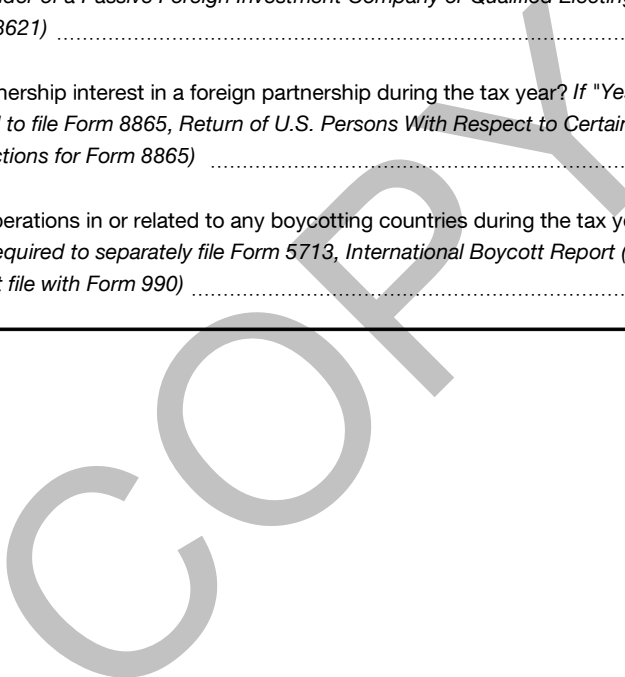 der of a Passive Foreign Investment Company or Qualified Electing
8621)
nership interest in a foreign partnership during the tax year? If "Yes
to file Form 8865, Return of U.S. Persons With Respect to Certain
ctions for Form 8865)
perations in or related to any boycotting countries during the tax ye
equired to separately file Form 5713, International Boycott Report (
t file with Form 990)
COPY